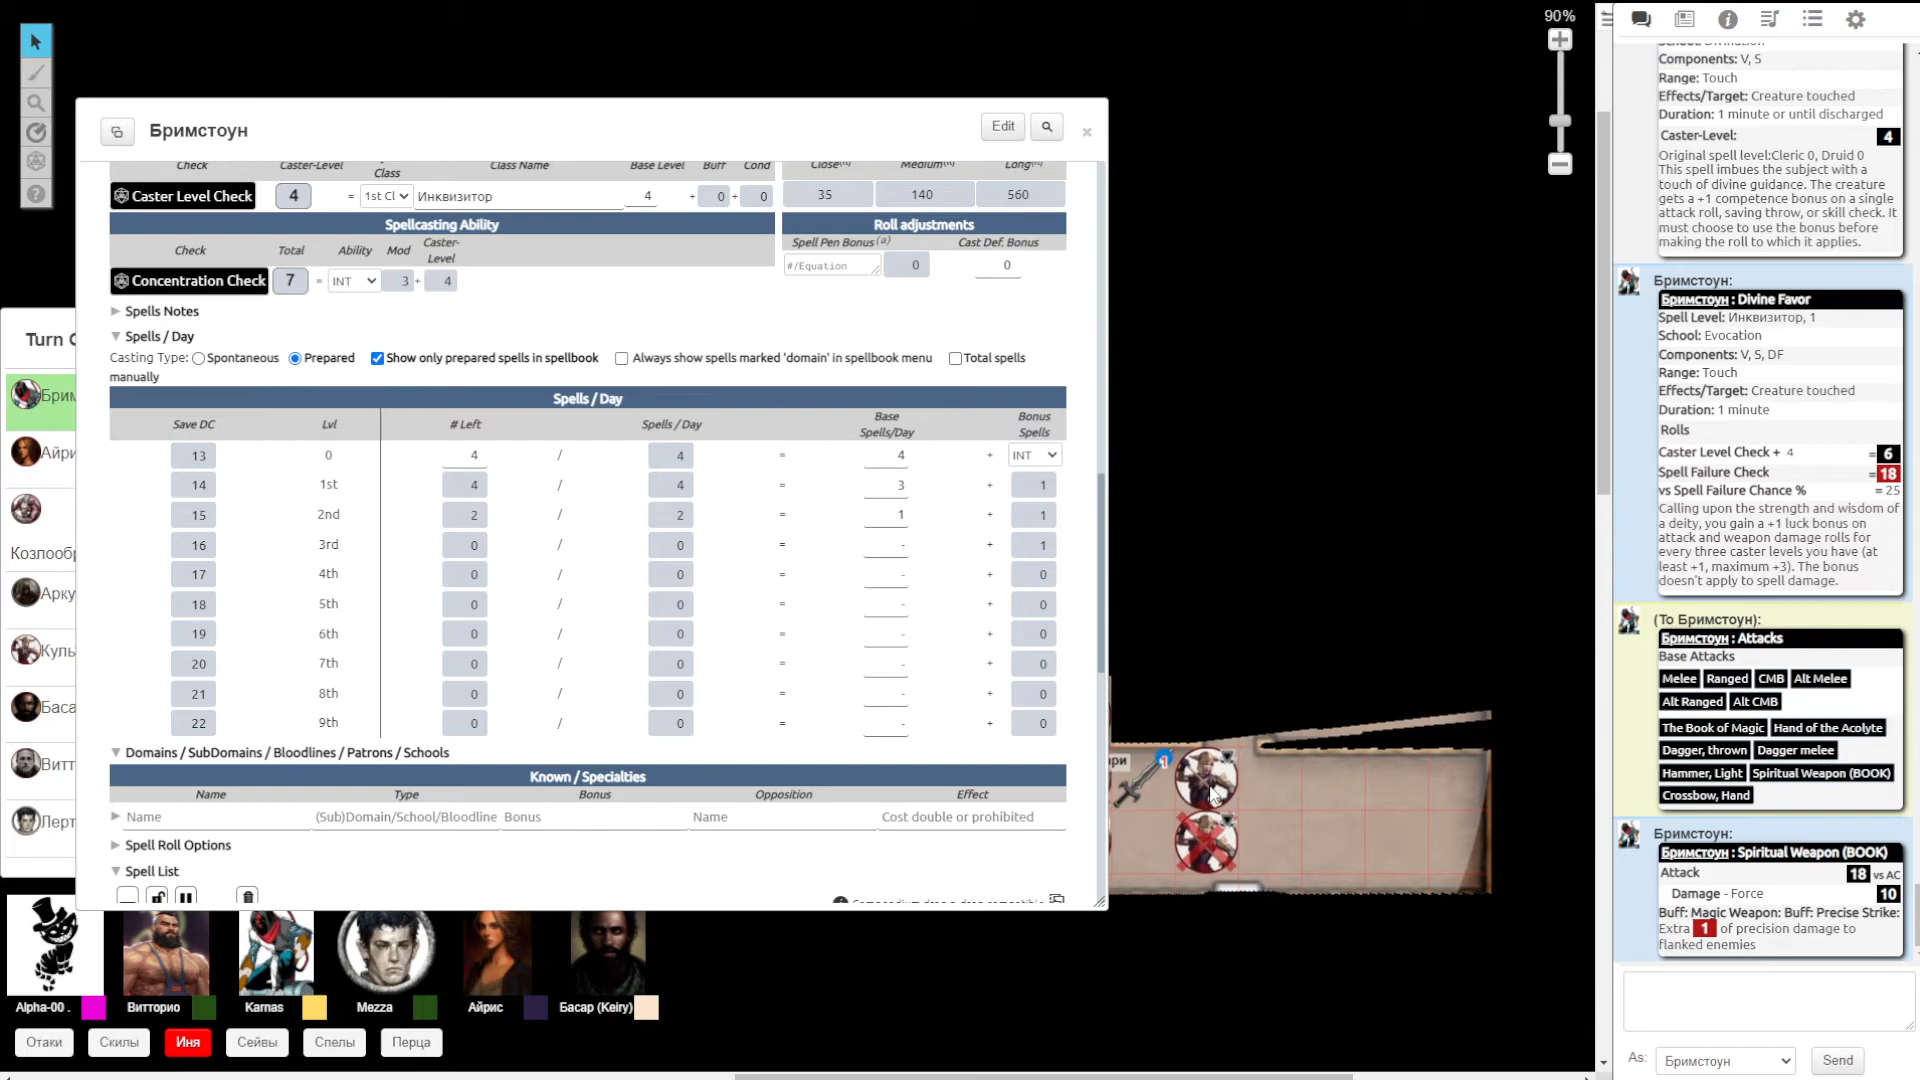 90%
Бримстоун
Edit
Check
Caster-Level
Class
Class Name
Base Level
Buff
Cond
Close(R)
Medium(R)
Long(R)
Caster Level Check
4
=
1st Cl
Инквизитор
4
+
0
+
0
35
140
560
Spellcasting Ability
Roll adjustments
Check
Total
Ability
Mod
Caster-
Level
Spell Pen Bonus (a)
Cast Def. Bonus
Concentration Check
7
=
INT
3
+
4
#/Equation
0
0
Spells Notes
Spells / Day
Casting Type: Spontaneous Prepared Show only prepared spells in spellbook Always show spells marked 'domain' in spellbook menu Total spells
manually
Spells / Day
Save DC
Lvl
# Left
Spells / Day
Base
Spells/Day
Bonus
Spells
13 0 4 / 4 = 4 + INT
14 1st 4 / 4 = 3 + 1
15 2nd 2 / 2 = 1 + 1
16 3rd 0 / 0 = - + 1
17 4th 0 / 0 = - + 0
18 5th 0 / 0 = - + 0
19 6th 0 / 0 = - + 0
20 7th 0 / 0 = - + 0
21 8th 0 / 0 = - + 0
22 9th 0 / 0 = - + 0
Domains / SubDomains / Bloodlines / Patrons / Schools
Known / Specialties
Name
Type
Bonus
Opposition
Effect
Name
(Sub)Domain/School/Bloodline
Bonus
Name
Cost double or prohibited
Spell Roll Options
Spell List
Turn
Брим
Айри
Козлообр
Арку
Куль
Баса
Витт
Лерт
ари
1
Alpha-00 .
Витторио
Karnas
Mezza
Айрис
Басар (Keiry)
Отаки
Скилы
Иня
Сейвы
Спелы
Перца
School: Divination
Components: V, S
Range: Touch
Effects/Target: Creature touched
Duration: 1 minute or until discharged
Caster-Level: 4
Original spell level:Cleric 0, Druid 0
This spell imbues the subject with a
touch of divine guidance. The creature
gets a +1 competence bonus on a single
attack roll, saving throw, or skill check. It
must choose to use the bonus before
making the roll to which it applies.
Бримстоун:
Бримстоун : Divine Favor
Spell Level: Инквизитор, 1
School: Evocation
Components: V, S, DF
Range: Touch
Effects/Target: Creature touched
Duration: 1 minute
Rolls
Caster Level Check + 4 =6
Spell Failure Check =18
vs Spell Failure Chance % = 25
Calling upon the strength and wisdom of
a deity, you gain a +1 luck bonus on
attack and weapon damage rolls for
every three caster levels you have (at
least +1, maximum +3). The bonus
doesn't apply to spell damage.
(To Бримстоун):
Бримстоун : Attacks
Base Attacks
Melee Ranged CMB Alt Melee
Alt Ranged Alt CMB
The Book of Magic Hand of the Acolyte
Dagger, thrown Dagger melee
Hammer, Light Spiritual Weapon (BOOK)
Crossbow, Hand
Бримстоун:
Бримстоун : Spiritual Weapon (BOOK)
Attack 18 vs AC
Damage - Force 10
Buff: Magic Weapon: Buff: Precise Strike:
Extra 1 of precision damage to
flanked enemies
As:
Бримстоун
Send